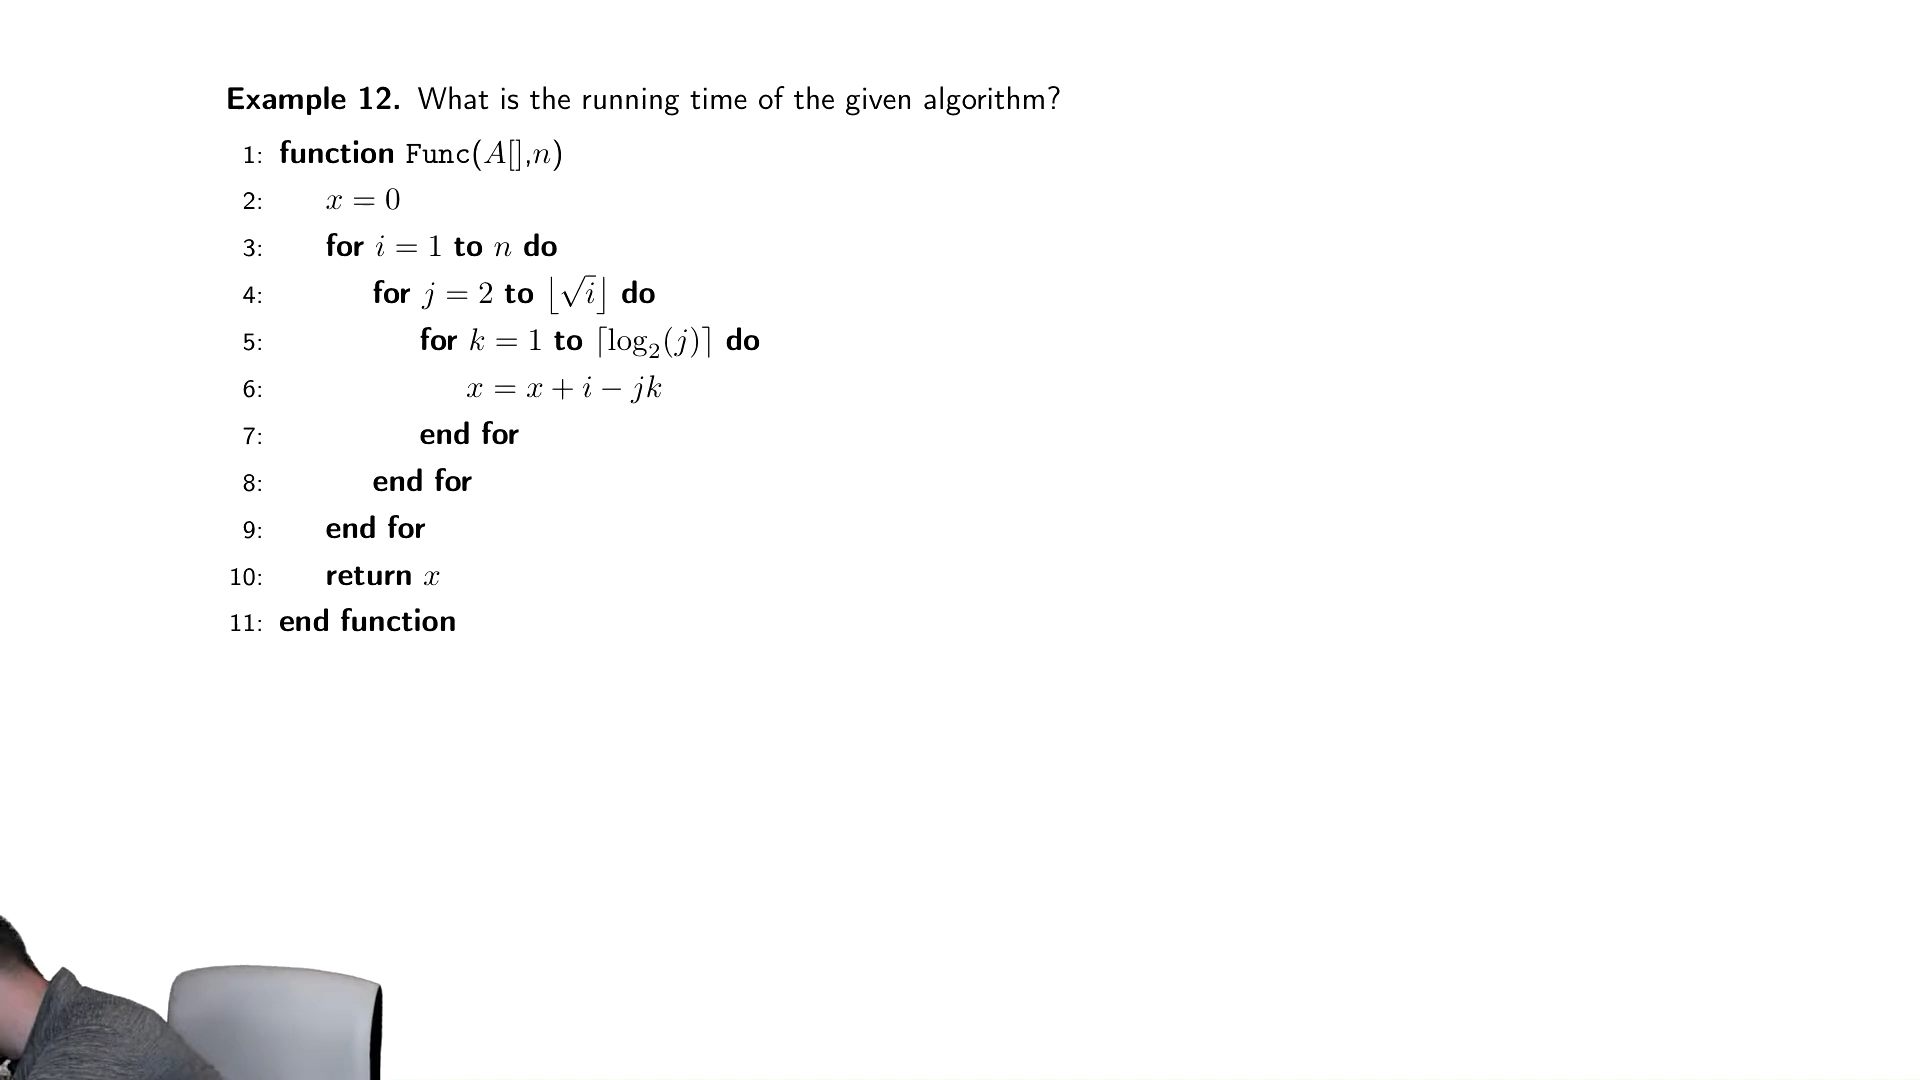 Example 12. What is the running time of the given algorithm?
1: function Func(A[],n)
2: x = 0
3: for i = 1 to n do
4: for j = 2 to ⌊√i⌋ do
5: for k = 1 to ⌈log₂(j)⌉ do
6: x = x + i − jk
7: end for
8: end for
9: end for
10: return x
11: end function